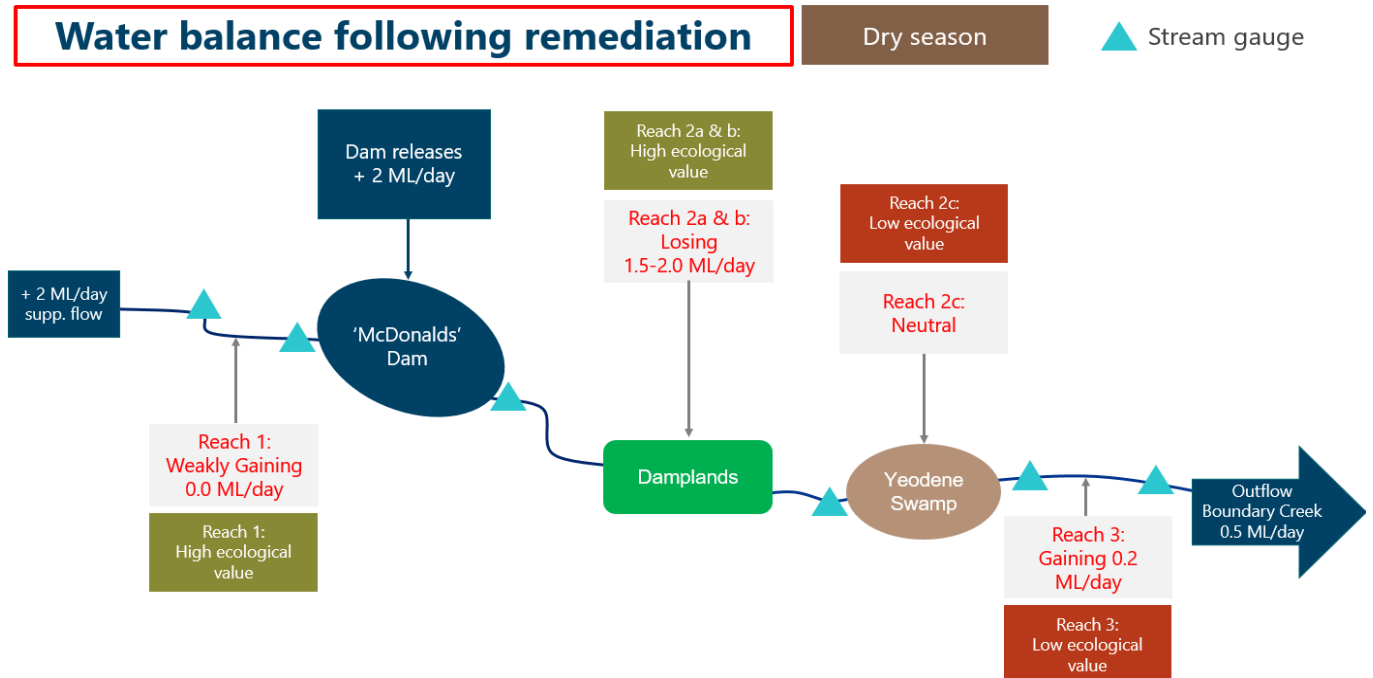 Water balance following remediation
Dry season
Stream gauge
Dam releases
+ 2 ML/day
Reach 2a & b:
High ecological
value
Reach 2a & b:
Losing
1.5-2.0 ML/day
Reach 2c:
Low ecological
value
Reach 2c:
Neutral
+ 2 ML/day
supp. flow
'McDonalds'
Dam
Reach 1:
Weakly Gaining
0.0 ML/day
Reach 1:
High ecological
value
Damplands
Yeodene
Swamp
Outflow
Boundary Creek
0.5 ML/day
Reach 3:
Gaining 0.2
ML/day
Reach 3:
Low ecological
value